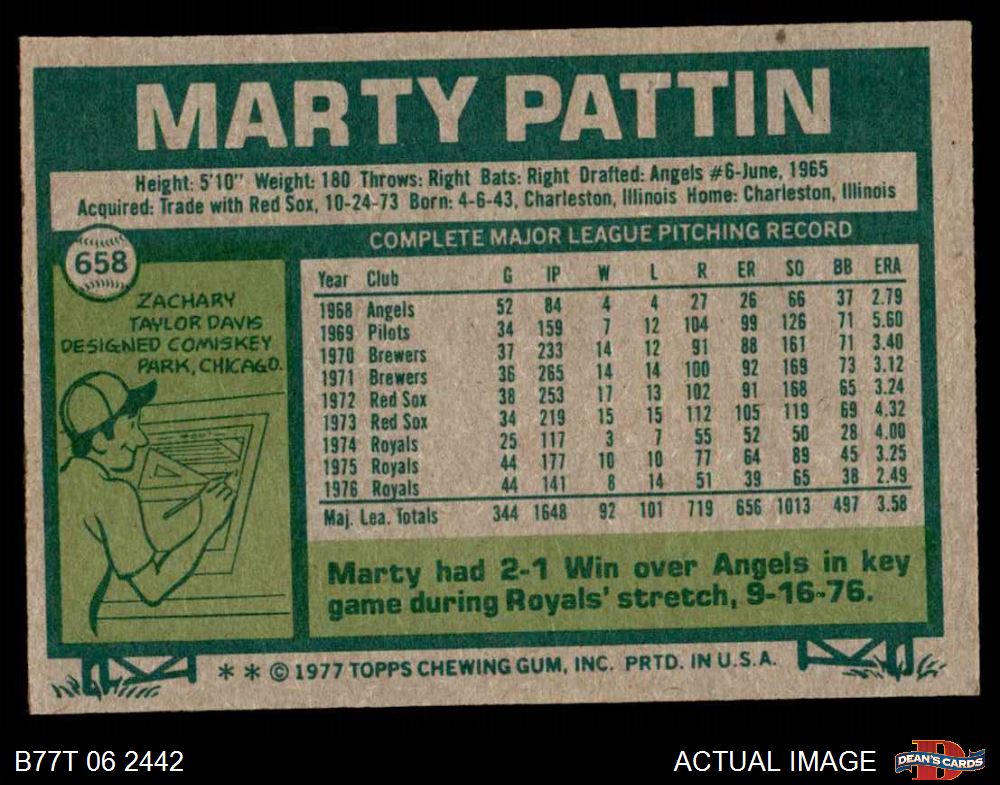 MARTY PATTIN
Height: 5'10" Weight: 180 Throws: Right Bats: Right Drafted: Angels #6-June, 1965
Acquired: Trade with Red Sox, 10-24-73 Born: 4-6-43, Charleston, Illinois Home: Charleston, Illinois
658
ZACHARY
TAYLOR DAVIS
DESIGNED COMISKEY
PARK, CHICAGO.
COMPLETE MAJOR LEAGUE PITCHING RECORD
Year Club G IP W L R ER SO BB ERA
1968 Angels 52 84 4 4 27 26 66 37 2.79
1969 Pilots 34 159 7 12 104 99 126 71 5.60
1970 Brewers 37 233 14 12 91 88 161 71 3.40
1971 Brewers 36 265 14 14 100 92 169 73 3.12
1972 Red Sox 38 253 17 13 102 91 168 65 3.24
1973 Red Sox 34 219 15 15 112 105 119 69 4.32
1974 Royals 25 117 3 7 55 52 50 28 4.00
1975 Royals 44 177 10 10 77 64 89 45 3.25
1976 Royals 44 141 8 14 51 39 65 38 2.49
Maj. Lea. Totals 344 1648 92 101 719 656 1013 497 3.58
Marty had 2-1 Win over Angels in key
game during Royals' stretch, 9-16-76.
* * © 1977 TOPPS CHEWING GUM, INC. PRTD. IN U.S.A.
B77T 06 2442
ACTUAL IMAGE
DEAN'S CARDS